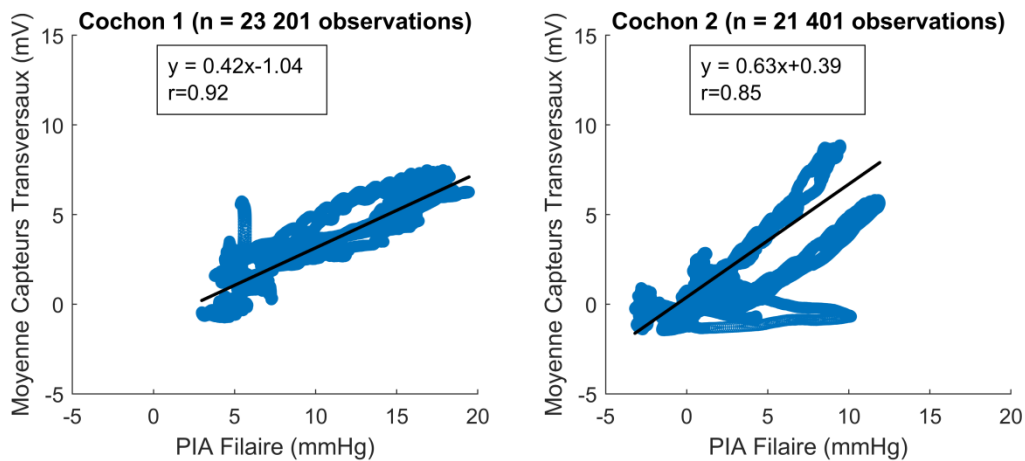 Cochon 1 (n = 23 201 observations)
Moyenne Capteurs Transversaux (mV)
y = 0.42x-1.04
r=0.92
15
10
5
0
-5
-5 0 5 10 15 20
PIA Filaire (mmHg)
Cochon 2 (n = 21 401 observations)
Moyenne Capteurs Transversaux (mV)
y = 0.63x+0.39
r=0.85
15
10
5
0
-5
-5 0 5 10 15 20
PIA Filaire (mmHg)